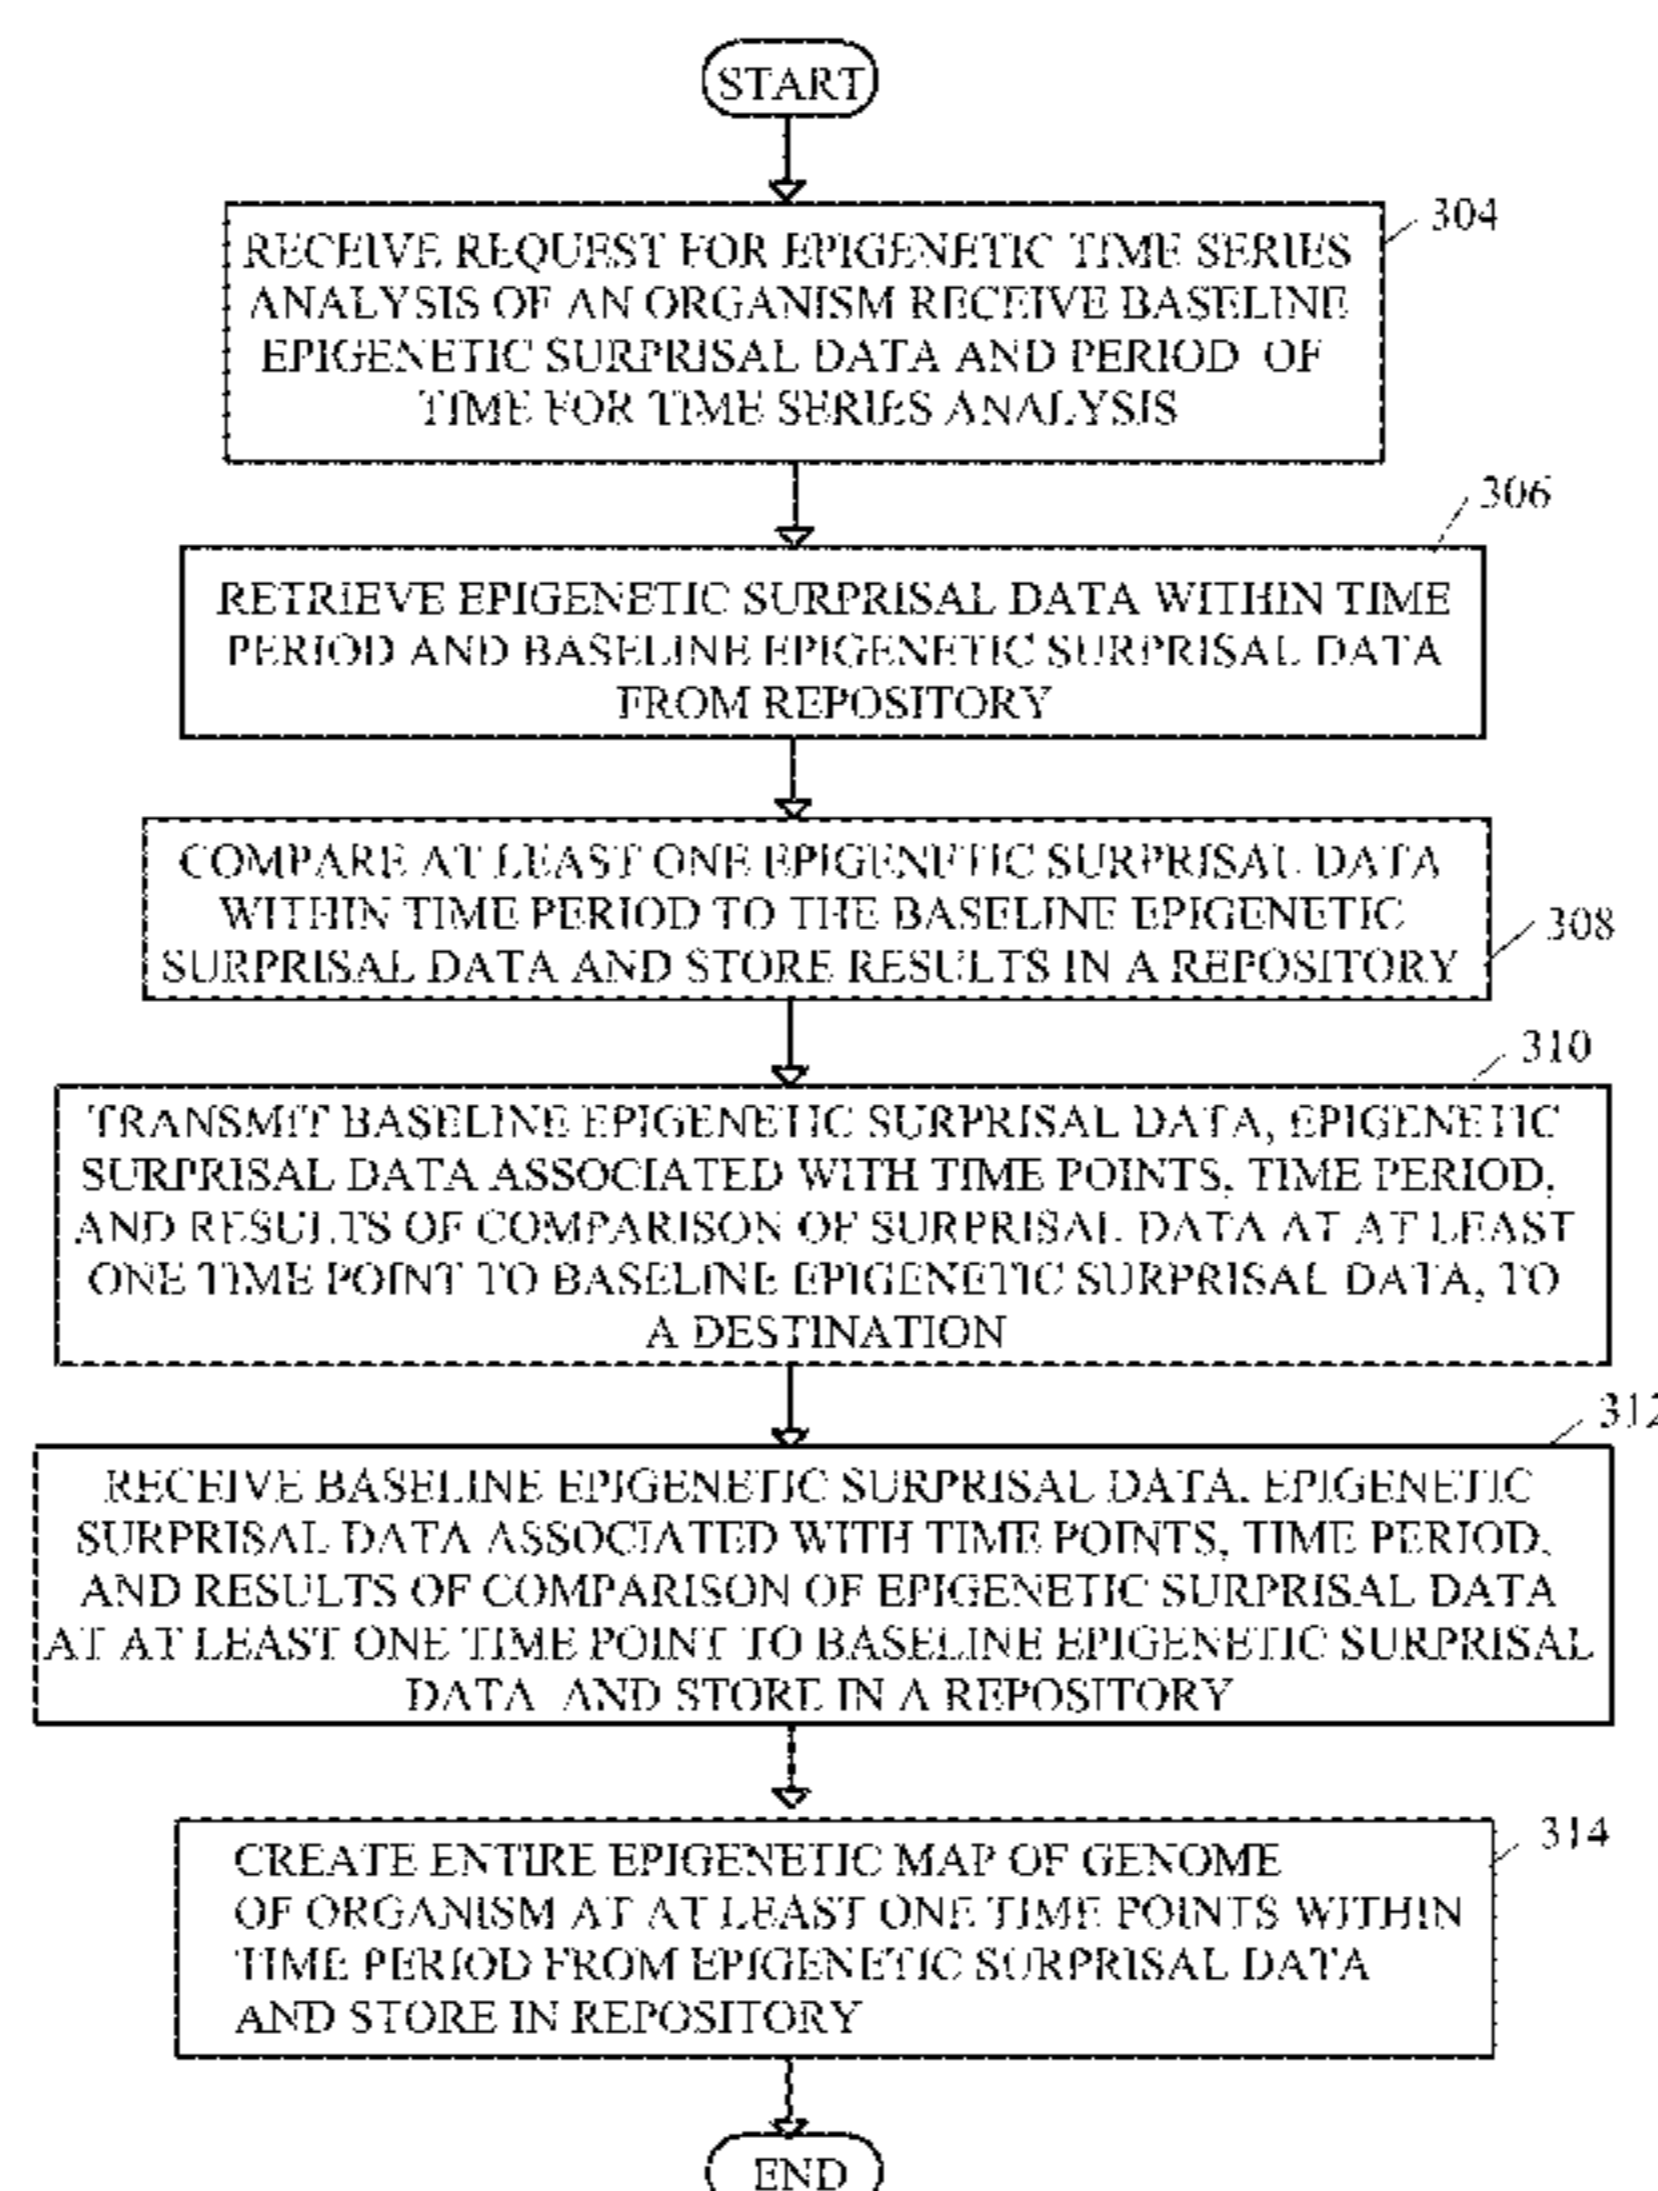 START
304
RECEIVE REQUEST FOR EPIGENETIC TIME SERIES
ANALYSIS OF AN ORGANISM RECEIVE BASELINE
EPIGENETIC SURPRISAL DATA AND PERIOD OF
TIME FOR TIME SERIES ANALYSIS
306
RETRIEVE EPIGENETIC SURPRISAL DATA WITHIN TIME
PERIOD AND BASELINE EPIGENETIC SURPRISAL DATA
FROM REPOSITORY
COMPARE AT LEAST ONE EPIGENETIC SURPRISAL DATA
WITHIN TIME PERIOD TO THE BASELINE EPIGENETIC
SURPRISAL DATA AND STORE RESULTS IN A REPOSITORY
308
310
TRANSMIT BASELINE EPIGENETIC SURPRISAL DATA, EPIGENETIC
SURPRISAL DATA ASSOCIATED WITH TIME POINTS, TIME PERIOD,
AND RESULTS OF COMPARISON OF SURPRISAL DATA AT AT LEAST
ONE TIME POINT TO BASELINE EPIGENETIC SURPRISAL DATA, TO
A DESTINATION
312
RECEIVE BASELINE EPIGENETIC SURPRISAL DATA, EPIGENETIC
SURPRISAL DATA ASSOCIATED WITH TIME POINTS, TIME PERIOD,
AND RESULTS OF COMPARISON OF EPIGENETIC SURPRISAL DATA
AT AT LEAST ONE TIME POINT TO BASELINE EPIGENETIC SURPRISAL
DATA AND STORE IN A REPOSITORY
314
CREATE ENTIRE EPIGENETIC MAP OF GENOME
OF ORGANISM AT AT LEAST ONE TIME POINTS WITHIN
TIME PERIOD FROM EPIGENETIC SURPRISAL DATA
AND STORE IN REPOSITORY
END